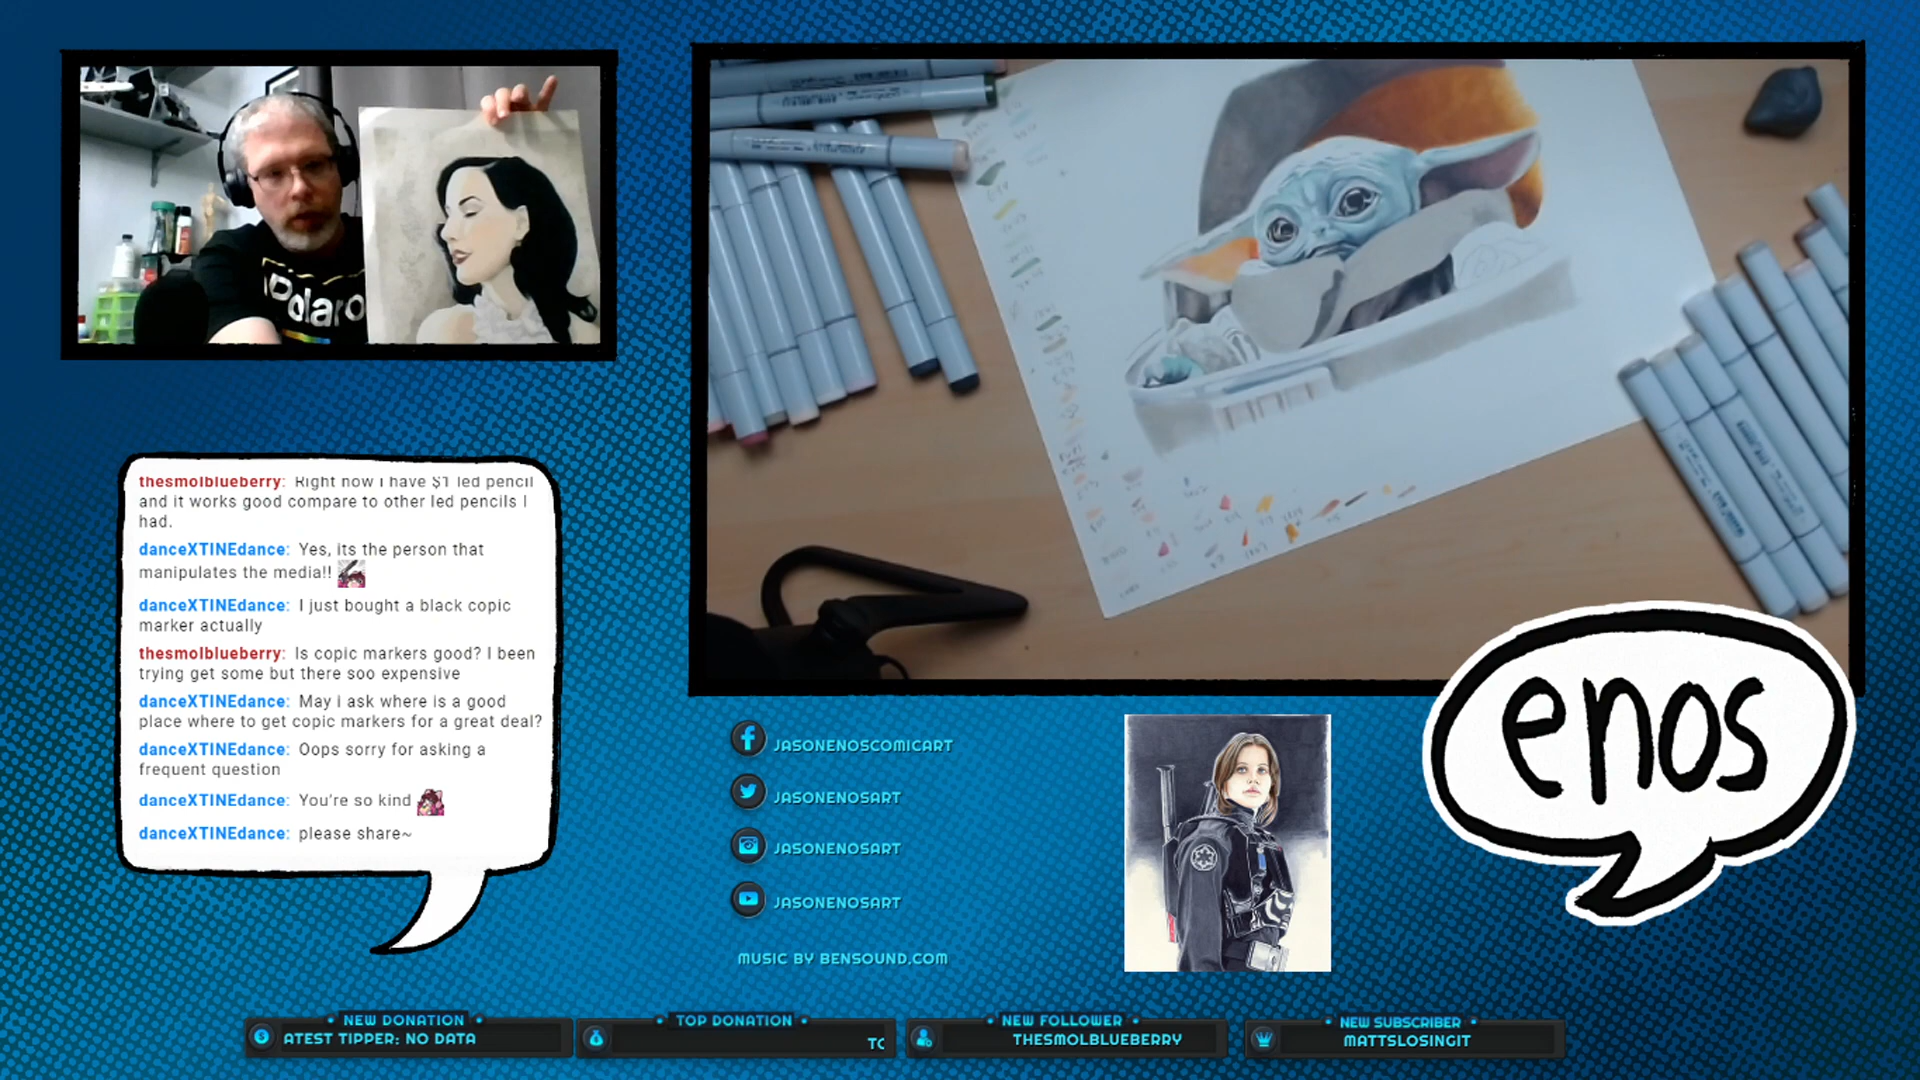 Polaro
thesmolblueberry: Right now i have $1 led pencil
and it works good compare to other led pencils I
had.
danceXTINEdance: Yes, its the person that
manipulates the media!!
danceXTINEdance: I just bought a black copic
marker actually
thesmolblueberry: Is copic markers good? I been
trying get some but there soo expensive
danceXTINEdance: May i ask where is a good
place where to get copic markers for a great deal?
danceXTINEdance: Oops sorry for asking a
frequent question
danceXTINEdance: You're so kind
danceXTINEdance: please share~
JASONENOSCOMICART
JASONENOSART
JASONENOSART
JASONENOSART
MUSIC BY BENSOUND.COM
enos
NEW DONATION
ATEST TIPPER: NO DATA
TOP DONATION
TO
NEW FOLLOWER
THESMOLBLUEBERRY
NEW SUBSCRIBER
MATTSLOSINGIT